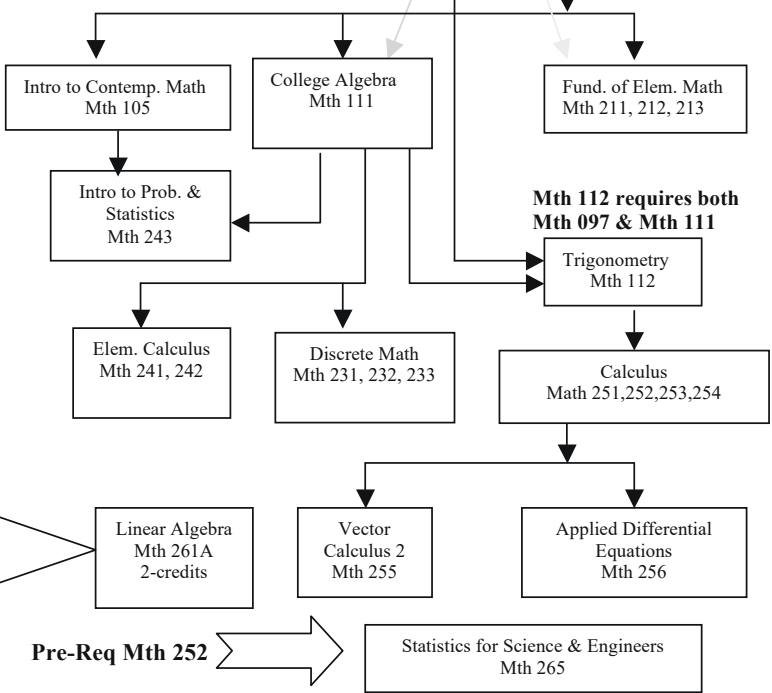 Intro to Contemp. Math
Mth 105
College Algebra
Mth 111
Fund. of Elem. Math
Mth 211, 212, 213
Intro to Prob. &
Statistics
Mth 243
Mth 112 requires both
Mth 097 & Mth 111
Trigonometry
Mth 112
Elem. Calculus
Mth 241, 242
Discrete Math
Mth 231, 232, 233
Calculus
Math 251,252,253,254
Linear Algebra
Mth 261A
2-credits
Vector
Calculus 2
Mth 255
Applied Differential
Equations
Mth 256
Pre-Req Mth 252
Statistics for Science & Engineers
Mth 265